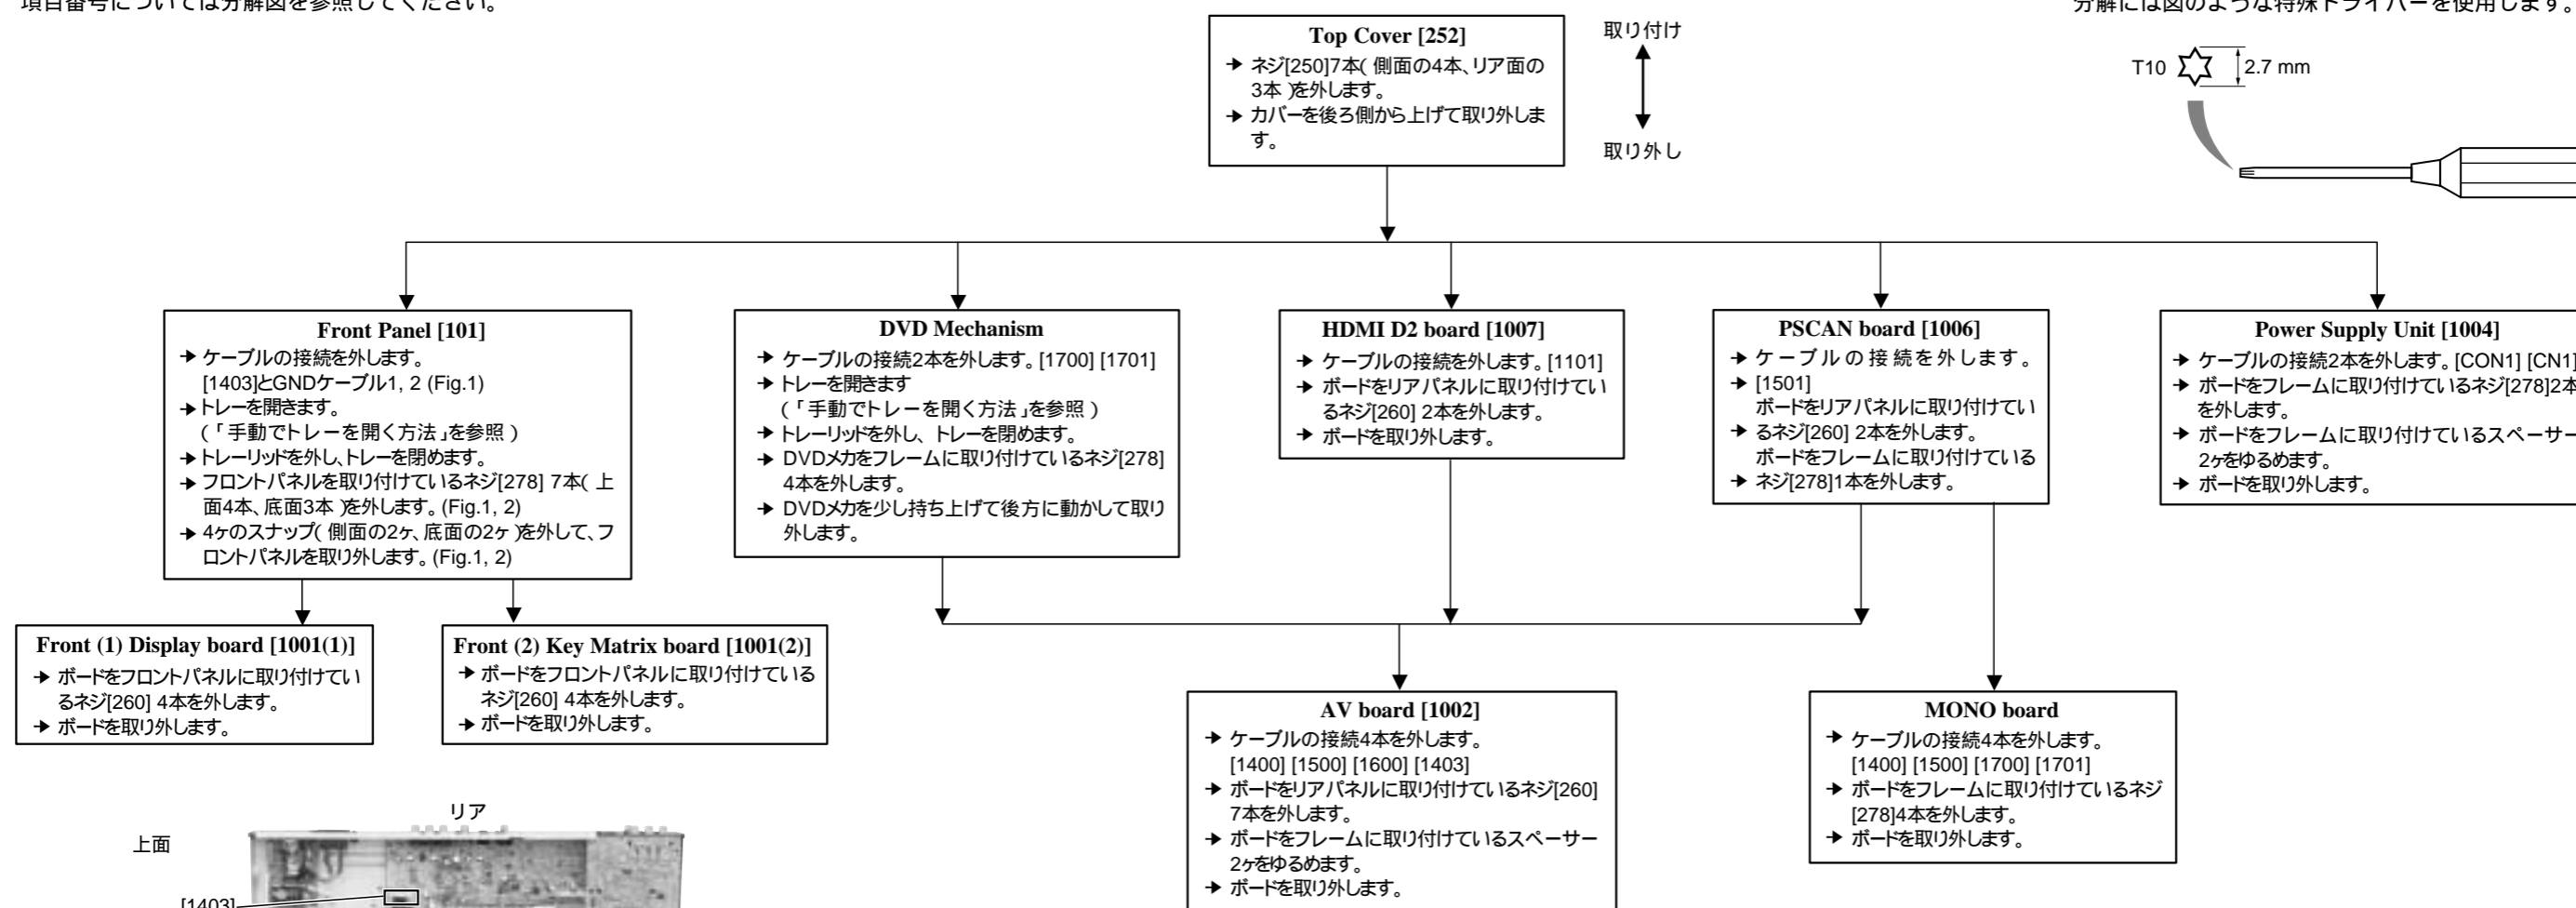 項目番号については分解図を参照してください。
分解には図のような特殊ドライバーを使用します。
Top Cover [252]
➔ ネジ[250]7本( 側面の4本、リア面の
3本 )を外します。
➔ カバーを後ろ側から上げて取り外しま
す。
取り付け
取り外し
T10
2.7 mm
Front Panel [101]
➔ ケーブルの接続を外します。
[1403]とGNDケーブル1, 2 (Fig.1)
➔ トレーを開きます。
(「手動でトレーを開く方法」を参照 )
➔ トレーリッドを外し、トレーを閉めます。
➔ フロントパネルを取り付けているネジ[278] 7本( 上
面4本、底面3本 )を外します。(Fig.1, 2)
➔ 4ヶのスナップ( 側面の2ヶ、底面の2ヶ )を外して、フ
ロントパネルを取り外します。(Fig.1, 2)
DVD Mechanism
➔ ケーブルの接続2本を外します。[1700] [1701]
➔ トレーを開きます
(「手動でトレーを開く方法」を参照 )
➔ トレーリッドを外し、トレーを閉めます。
➔ DVDメカをフレームに取り付けているネジ[278]
4本を外します。
➔ DVDメカを少し持ち上げて後方に動かして取り
外します。
HDMI D2 board [1007]
➔ ケーブルの接続を外します。[1101]
➔ ボードをリアパネルに取り付けてい
るネジ[260] 2本を外します。
➔ ボードを取り外します。
PSCAN board [1006]
➔ ケーブルの接続を外します。
➔ [1501]
ボードをリアパネルに取り付けてい
➔ るネジ[260] 2本を外します。
ボードをフレームに取り付けている
➔ ネジ[278]1本を外します。
Power Supply Unit [1004]
➔ ケーブルの接続2本を外します。[CON1] [CN1]
➔ ボードをフレームに取り付けているネジ[278]2本
を外します。
➔ ボードをフレームに取り付けているスペーサー
2ヶをゆるめます。
➔ ボードを取り外します。
Front (1) Display board [1001(1)]
➔ ボードをフロントパネルに取り付けてい
るネジ[260] 4本を外します。
➔ ボードを取り外します。
Front (2) Key Matrix board [1001(2)]
➔ ボードをフロントパネルに取り付けている
ネジ[260] 4本を外します。
➔ ボードを取り外します。
AV board [1002]
➔ ケーブルの接続4本を外します。
[1400] [1500] [1600] [1403]
➔ ボードをリアパネルに取り付けているネジ[260]
7本を外します。
➔ ボードをフレームに取り付けているスペーサー
2ヶをゆるめます。
➔ ボードを取り外します。
MONO board
➔ ケーブルの接続4本を外します。
[1400] [1500] [1700] [1701]
➔ ボードをフレームに取り付けているネジ
[278]4本を外します。
➔ ボードを取り外します。
リア
上面
[1403]